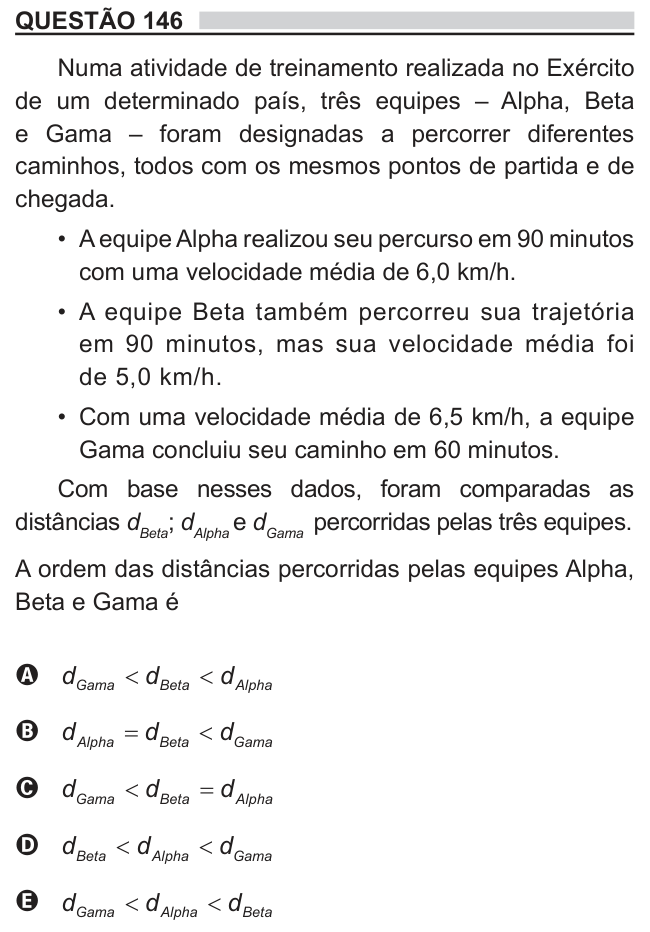 QUESTÃO 146
Numa atividade de treinamento realizada no Exército
de um determinado país, três equipes – Alpha, Beta
e Gama – foram designadas a percorrer diferentes
caminhos, todos com os mesmos pontos de partida e de
chegada.
• A equipe Alpha realizou seu percurso em 90 minutos
com uma velocidade média de 6,0 km/h.
• A equipe Beta também percorreu sua trajetória
em 90 minutos, mas sua velocidade média foi
de 5,0 km/h.
• Com uma velocidade média de 6,5 km/h, a equipe
Gama concluiu seu caminho em 60 minutos.
Com base nesses dados, foram comparadas as
distâncias d_Beta; d_Alpha e d_Gama percorridas pelas três equipes.
A ordem das distâncias percorridas pelas equipes Alpha,
Beta e Gama é
A d_Gama < d_Beta < d_Alpha
B d_Alpha = d_Beta < d_Gama
C d_Gama < d_Beta = d_Alpha
D d_Beta < d_Alpha < d_Gama
E d_Gama < d_Alpha < d_Beta